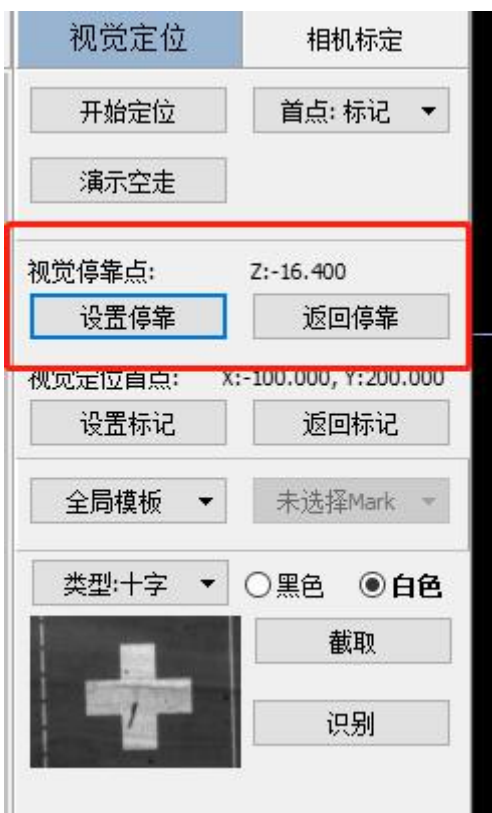 视觉定位 相机标定
开始定位 首点: 标记
演示空走
视觉停靠点: Z:-16.400
设置停靠 返回停靠
视觉定位首点: X:-100.000, Y:200.000
设置标记 返回标记
全局模板 未选择Mark
类型:十字 黑色 白色
截取
识别